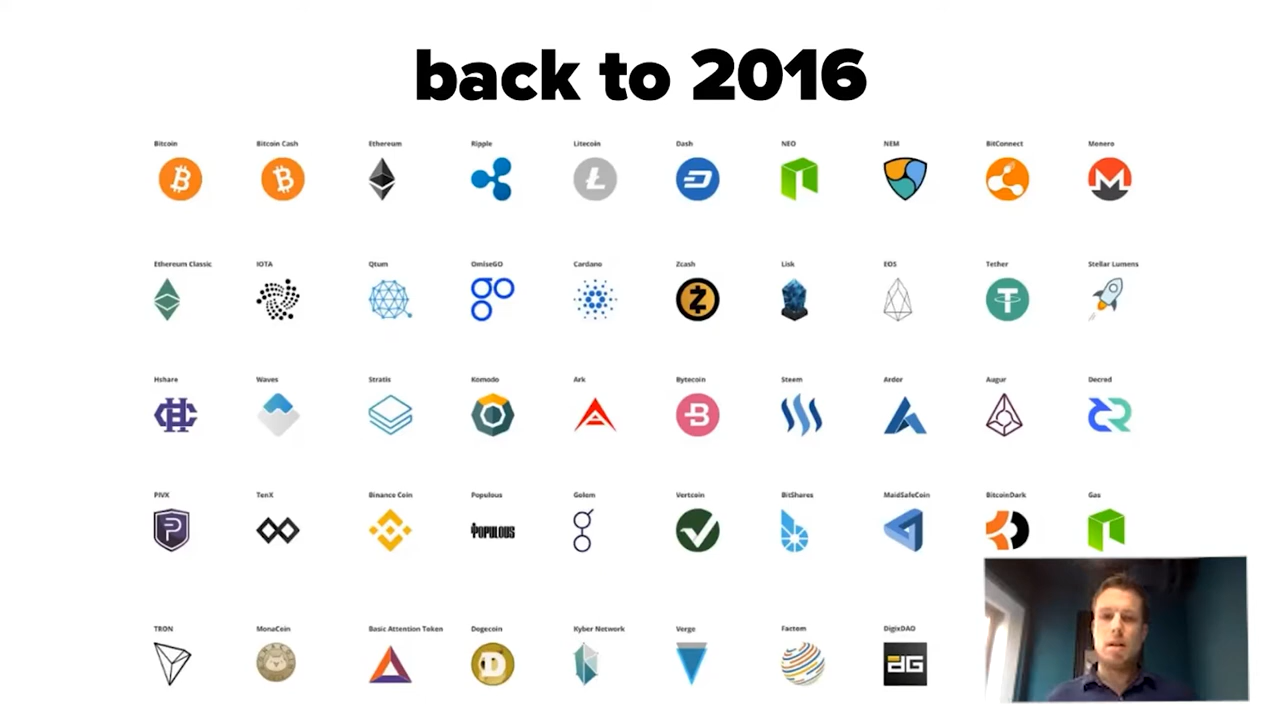 back to 2016
Bitcoin Bitcoin Cash Ethereum Ripple Litecoin Dash NEO NEM BitConnect Monero
Ethereum Classic IOTA Qtum OmiseGO Cardano Zcash Lisk EOS Tether Stellar Lumens
Hshare Waves Stratis Komodo Ark Bytecoin Steem Ardor Augur Decred
PIVX TenX Binance Coin Populous Golem Vertcoin BitShares MaidSafeCoin BitcoinDark Gas
POPULOUS
TRON MonaCoin Basic Attention Token Dogecoin Kyber Network Verge Factom DigixDAO